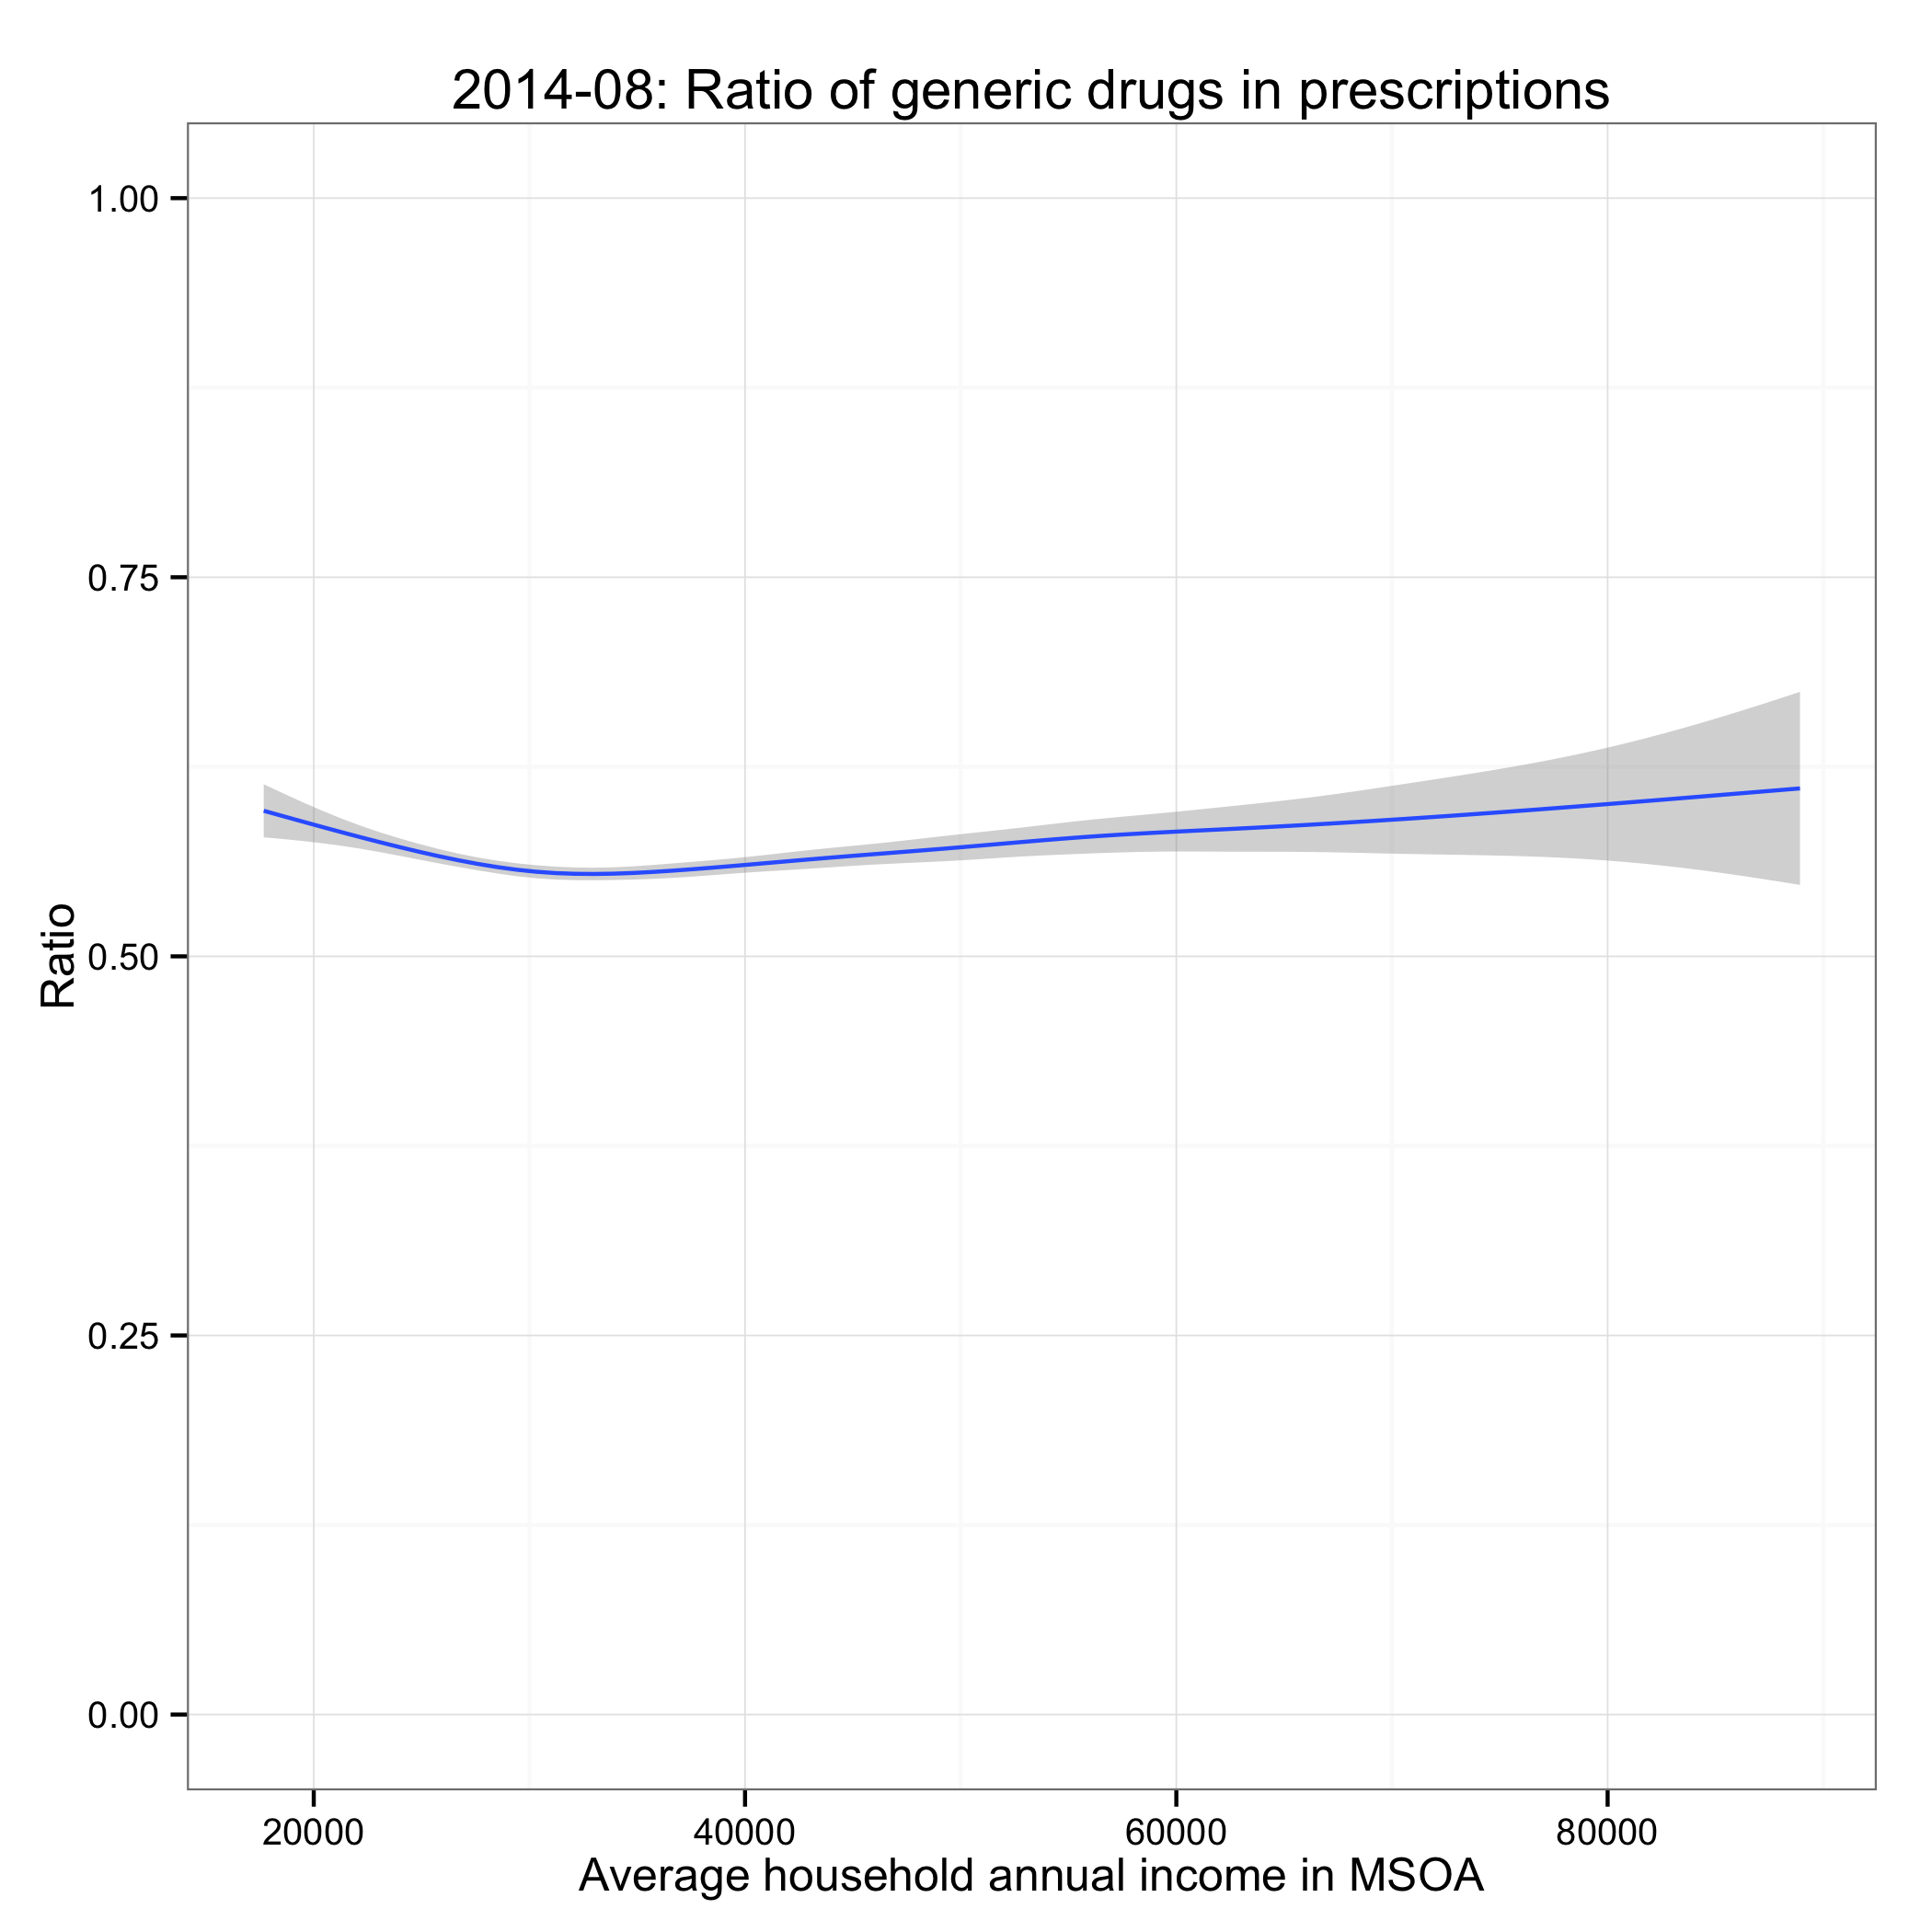 2014-08: Ratio of generic drugs in prescriptions
1.00
0.75
0.50
0.25
0.00
Ratio
20000 40000 60000 80000
Average household annual income in MSOA